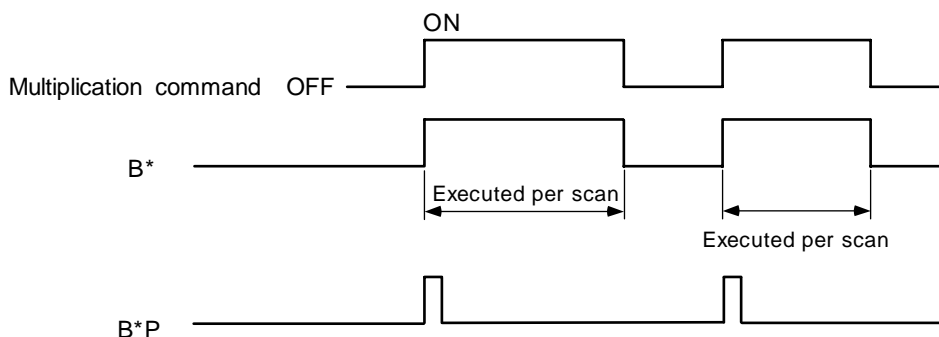 ON
Multiplication command OFF
B*
Executed per scan
Executed per scan
B*P